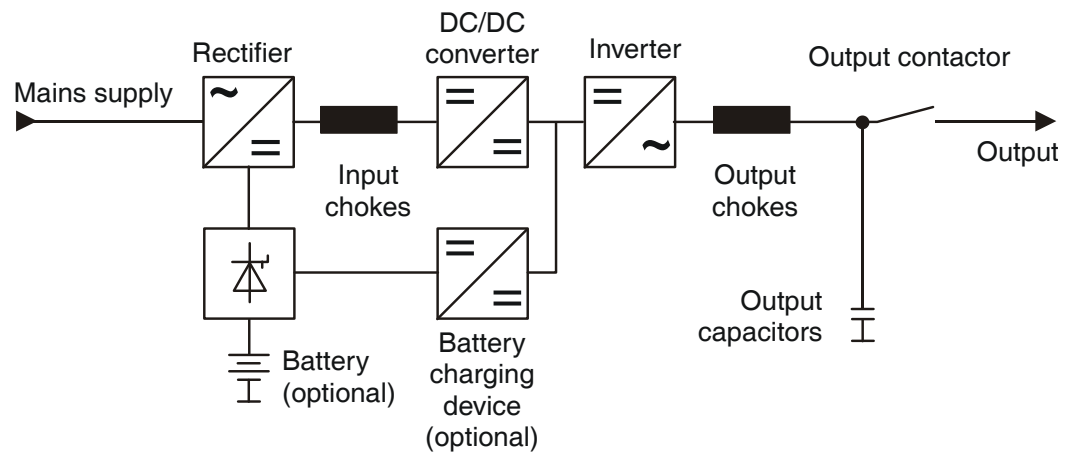 DC/DC
converter
Rectifier
Inverter
Output contactor
Mains supply
Output
Input
chokes
Output
chokes
Output
capacitors
Battery
(optional)
Battery
charging
device
(optional)